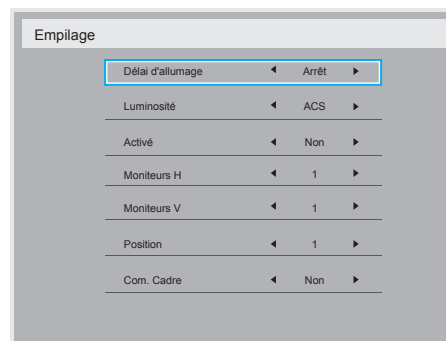 Empilage
Délai d'allumage Arrêt
Luminosité ACS
Activé Non
Moniteurs H 1
Moniteurs V 1
Position 1
Com. Cadre Non